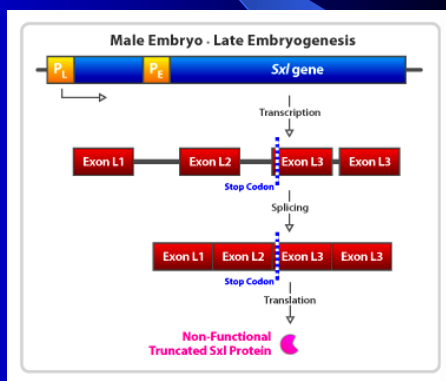 Male Embryo - Late Embryogenesis
PL PE Sxl gene
Transcription
Exon L1 Exon L2 Exon L3 Exon L3
Stop Codon
Splicing
Exon L1 Exon L2 Exon L3 Exon L3
Stop Codon
Translation
Non-Functional
Truncated Sxl Protein